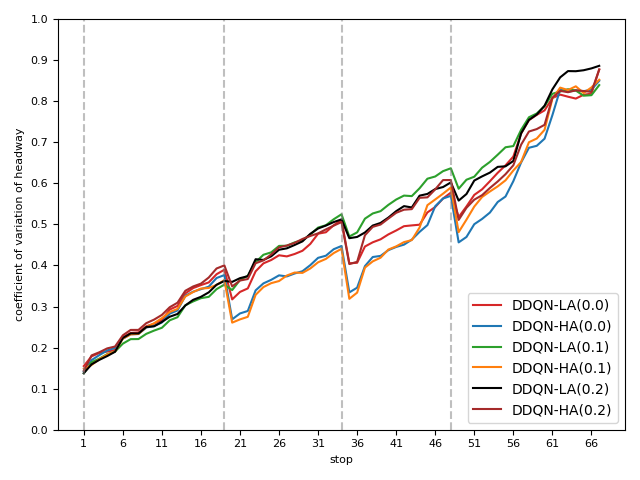 1.0
0.9
0.8
0.7
0.6
0.5
0.4
0.3
0.2
0.1
0.0
coefficient of variation of headway
DDQN-LA(0.0)
DDQN-HA(0.0)
DDQN-LA(0.1)
DDQN-HA(0.1)
DDQN-LA(0.2)
DDQN-HA(0.2)
1 6 11 16 21 26 31 36 41 46 51 56 61 66
stop